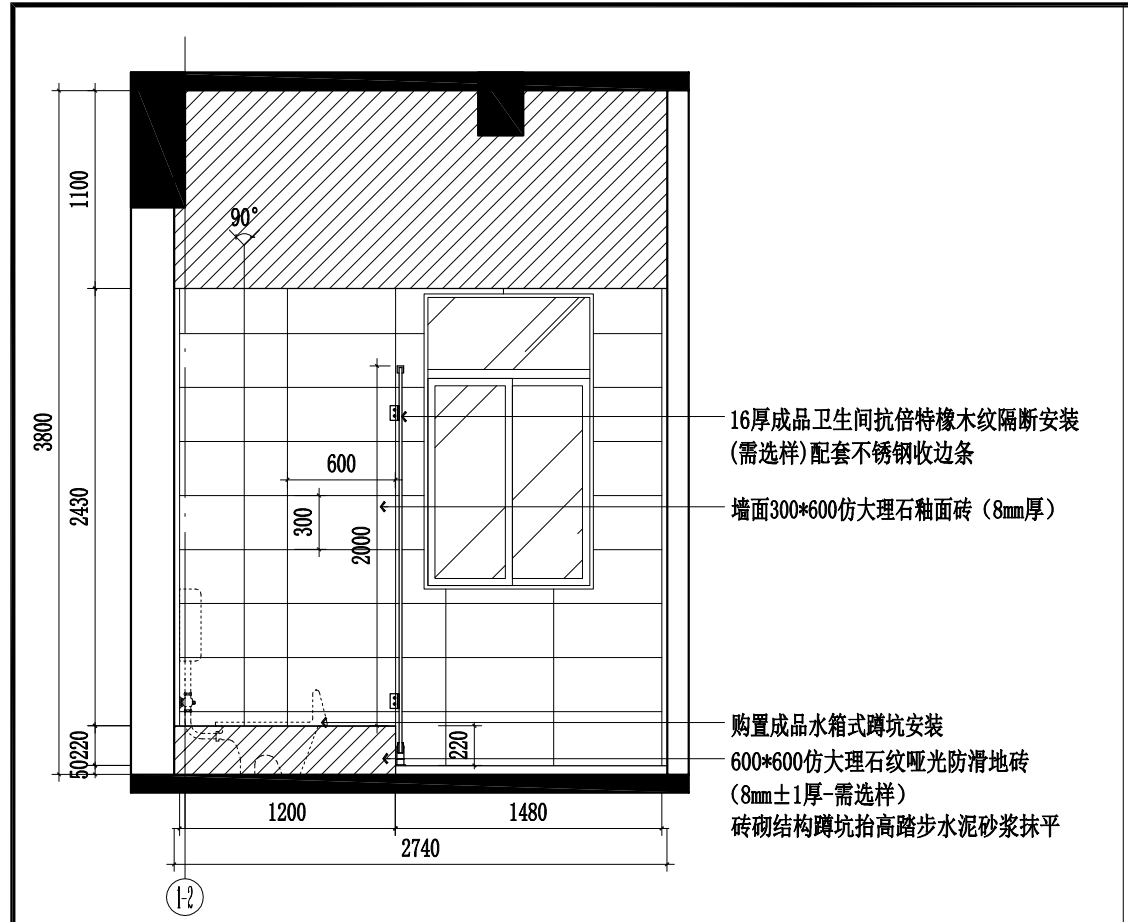 1100
90°
3800
2430
600
300
2000
16厚成品卫生间抗倍特橡木纹隔断安装
(需选样)配套不锈钢收边条
墙面300*600仿大理石釉面砖（8mm厚）
购置成品水箱式蹲坑安装
600*600仿大理石纹哑光防滑地砖
（8mm±1厚-需选样）
砖砌结构蹲坑抬高踏步水泥砂浆抹平
220
50
220
1200
1480
2740
1-2